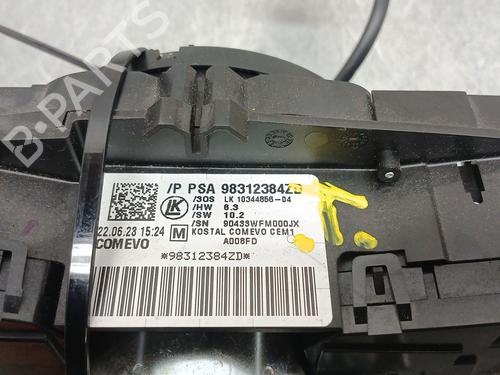 B-PARTS
/P PSA 98312384ZD
/SOS LK 10344856-04
/HW 6.3
/SW 10.2
/SN 90433WFM000JX
LK
22.06.23 15:24
COMEVO
M
KOSTAL COMEVO CEM1
A008FD
*98312384ZD*